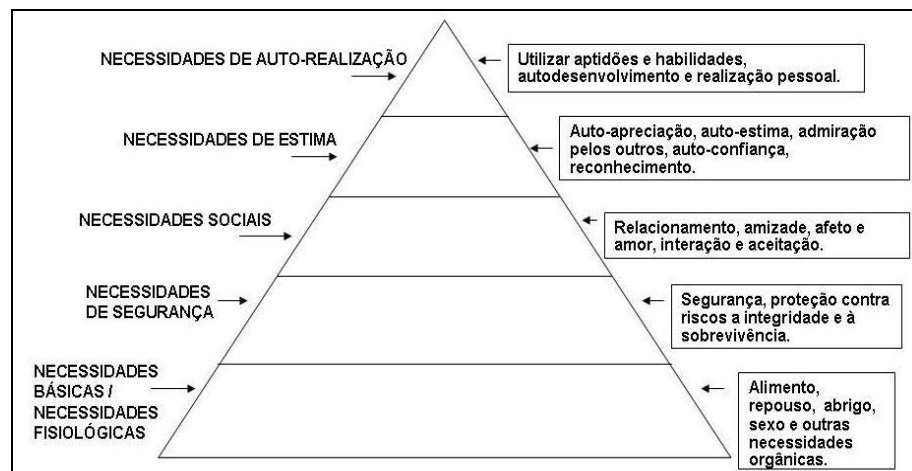 NECESSIDADES DE AUTO-REALIZAÇÃO
Utilizar aptidões e habilidades,
autodesenvolvimento e realização pessoal.
NECESSIDADES DE ESTIMA
Auto-apreciação, auto-estima, admiração
pelos outros, auto-confiança,
reconhecimento.
NECESSIDADES SOCIAIS
Relacionamento, amizade, afeto e
amor, interação e aceitação.
NECESSIDADES
DE SEGURANÇA
Segurança, proteção contra
riscos a integridade e à
sobrevivência.
NECESSIDADES
BÁSICAS /
NECESSIDADES
FISIOLÓGICAS
Alimento,
repouso, abrigo,
sexo e outras
necessidades
orgânicas.